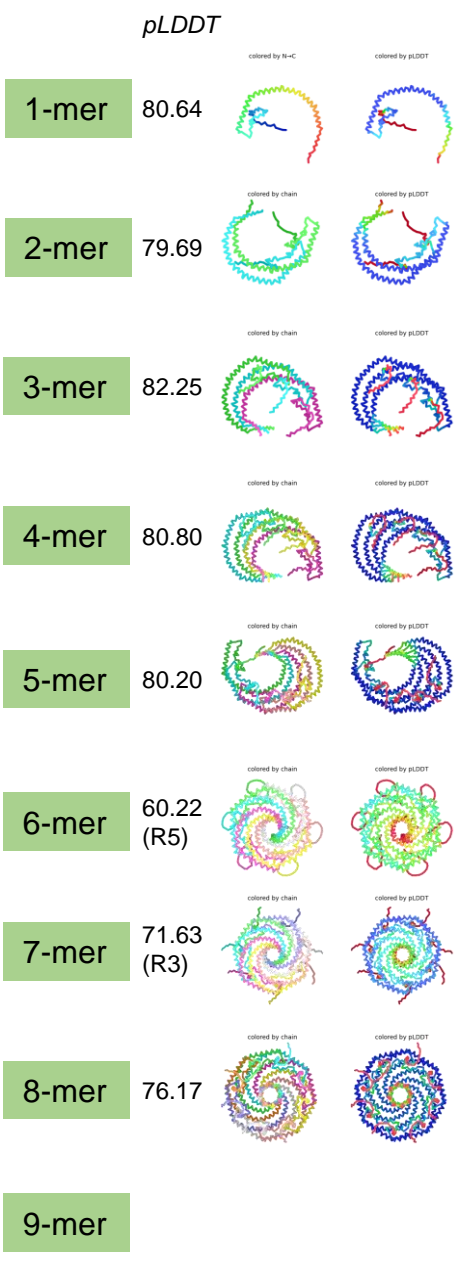 pLDDT
colored by N→C colored by pLDDT
1-mer 80.64
colored by chain colored by pLDDT
2-mer 79.69
colored by chain colored by pLDDT
3-mer 82.25
colored by chain colored by pLDDT
4-mer 80.80
colored by chain colored by pLDDT
5-mer 80.20
colored by chain colored by pLDDT
6-mer 60.22
(R5)
colored by chain colored by pLDDT
7-mer 71.63
(R3)
colored by chain colored by pLDDT
8-mer 76.17
9-mer